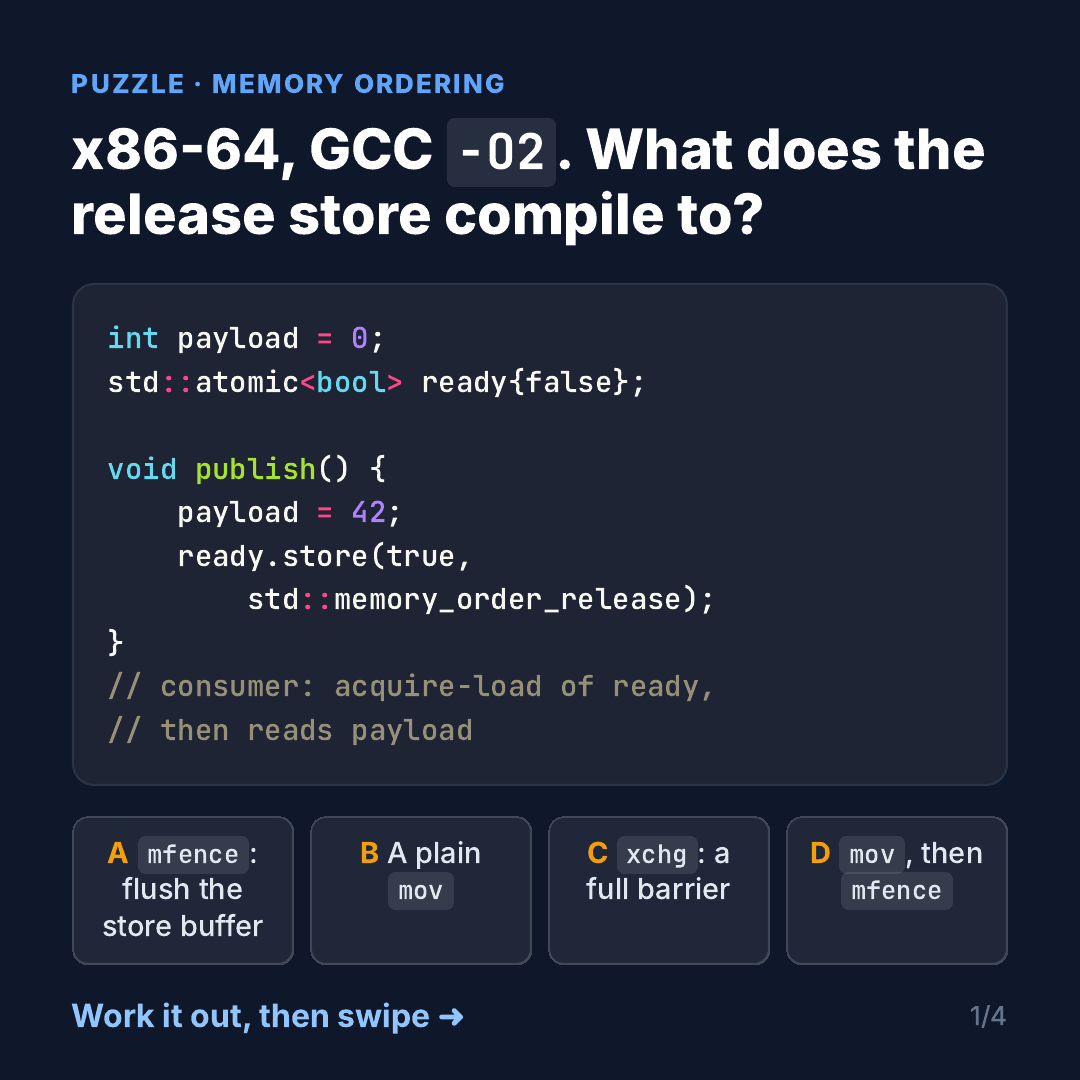 PUZZLE · MEMORY ORDERING
x86-64, GCC -O2. What does the
release store compile to?
int payload = 0;
std::atomic<bool> ready{false};
void publish() {
    payload = 42;
    ready.store(true,
        std::memory_order_release);
}
// consumer: acquire-load of ready,
// then reads payload
A mfence:
flush the
store buffer
B A plain
mov
C xchg: a
full barrier
D mov, then
mfence
Work it out, then swipe ➜
1/4